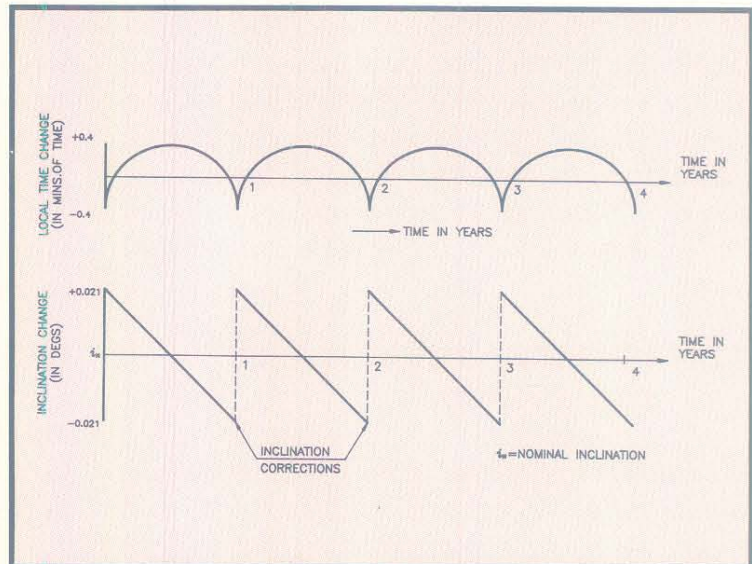 LOCAL TIME CHANGE
(IN MINS.OF TIME)
+0.4
-0.4
1
2
3
4
TIME IN
YEARS
TIME IN YEARS
INCLINATION CHANGE
(IN DEGS)
+0.021
-0.021
1
2
3
4
TIME IN
YEARS
INCLINATION
CORRECTIONS
=NOMINAL INCLINATION